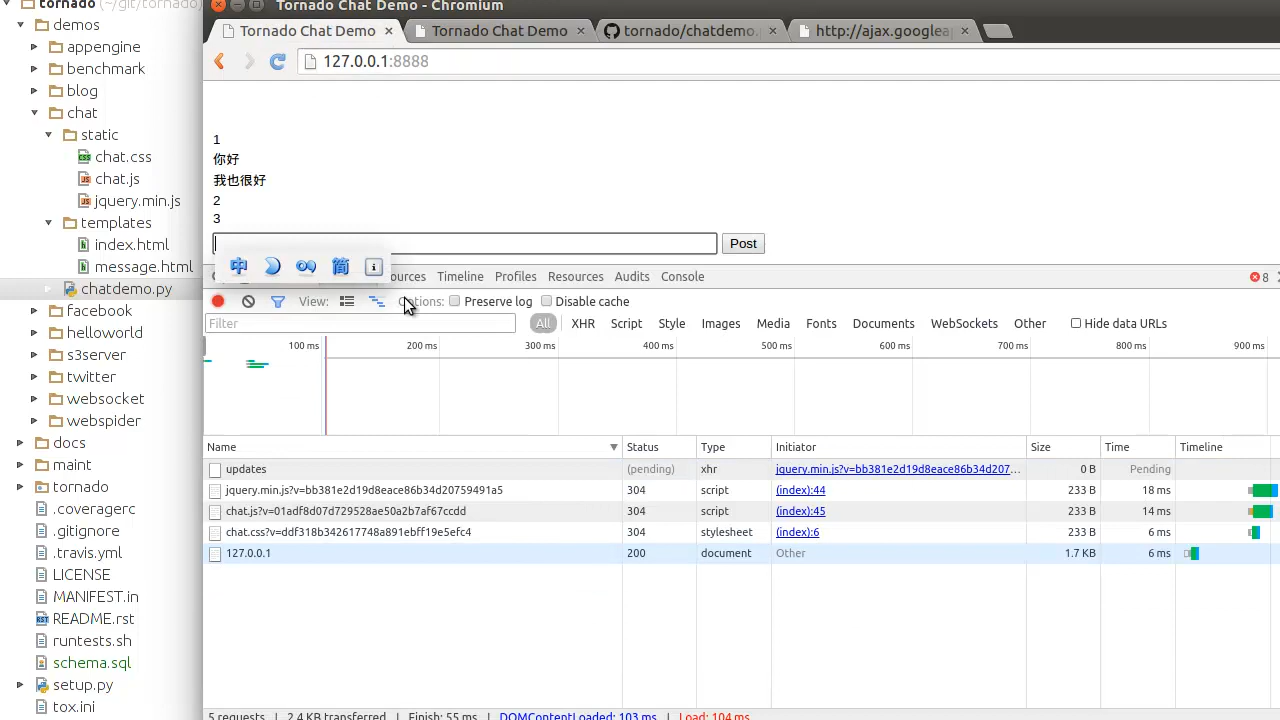 tornado (~/git/tornado)
demos
appengine
benchmark
blog
chat
static
chat.css
chat.js
jquery.min.js
templates
index.html
message.html
chatdemo.py
facebook
helloworld
s3server
twitter
websocket
webspider
docs
maint
tornado
.coveragerc
.gitignore
.travis.yml
LICENSE
MANIFEST.in
README.rst
runtests.sh
schema.sql
setup.py
tox.ini
Tornado Chat Demo - Chromium
Tornado Chat Demo × Tornado Chat Demo × tornado/chatdemo. × http://ajax.googleap ×
127.0.0.1:8888
1
你好
我也很好
2
3
Post
中 简 i
ources Timeline Profiles Resources Audits Console 8
View: Options: Preserve log Disable cache
Filter All XHR Script Style Images Media Fonts Documents WebSockets Other Hide data URLs
100 ms 200 ms 300 ms 400 ms 500 ms 600 ms 700 ms 800 ms 900 ms
Name Status Type Initiator Size Time Timeline
updates (pending) xhr jquery.min.js?v=bb381e2d19d8eace86b34d207... 0 B Pending
jquery.min.js?v=bb381e2d19d8eace86b34d20759491a5 304 script (index):44 233 B 18 ms
chat.js?v=01adf8d07d729528ae50a2b7af67ccdd 304 script (index):45 233 B 14 ms
chat.css?v=ddf318b342617748a891ebff19e5efc4 304 stylesheet (index):6 233 B 6 ms
127.0.0.1 200 document Other 1.7 KB 6 ms
5 requests | 2.4 KB transferred | Finish: 55 ms | DOMContentLoaded: 103 ms | Load: 104 ms